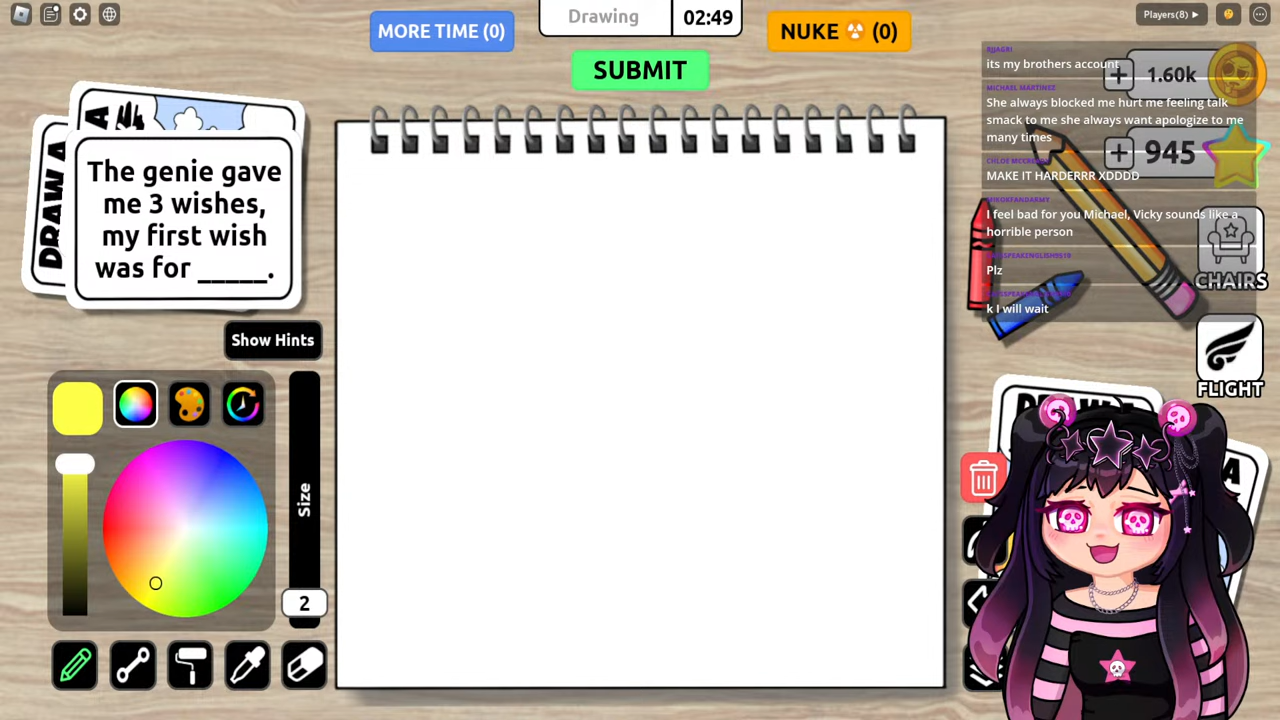 MORE TIME (0)
Drawing
02:49
NUKE ☢️ (0)
SUBMIT
Players(8) ▶
DRAW A
A
The genie gave
me 3 wishes,
my first wish
was for _____.
Show Hints
Size
2
its my brothers account
MICHAEL MARTINEZ
She always blocked me hurt me feeling talk
smack to me she always want apologize to me
many times
MAKE IT HARDERRR XDDDD
I feel bad for you Michael, Vicky sounds like a
horrible person
Plz
k I will wait
+ 1.60k
+ 945
CHAIRS
FLIGHT
DRAW A
A